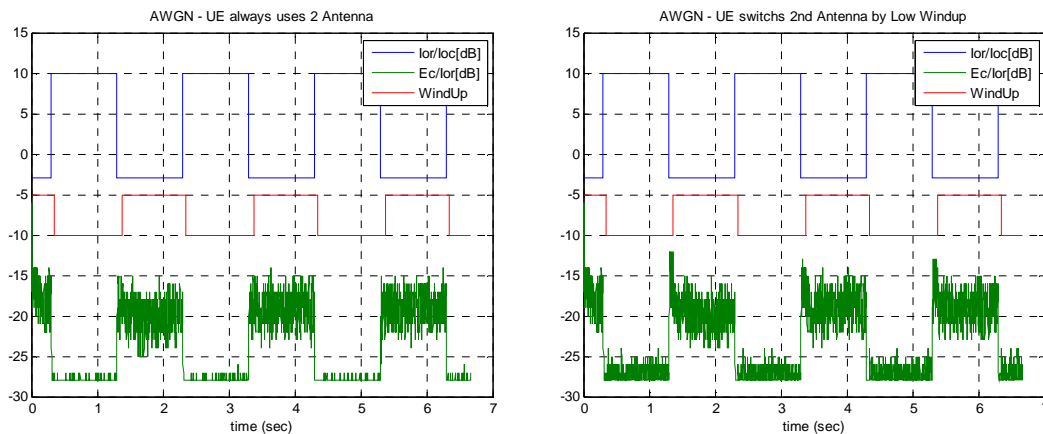 AWGN - UE always uses 2 Antenna
15
10
5
0
-5
-10
-15
-20
-25
-30
0 1 2 3 4 5 6 7
time (sec)
Ior/Ioc[dB]
Ec/Ior[dB]
WindUp
AWGN - UE switchs 2nd Antenna by Low Windup
15
10
5
0
-5
-10
-15
-20
-25
-30
0 1 2 3 4 5 6 7
time (sec)
Ior/Ioc[dB]
Ec/Ior[dB]
WindUp